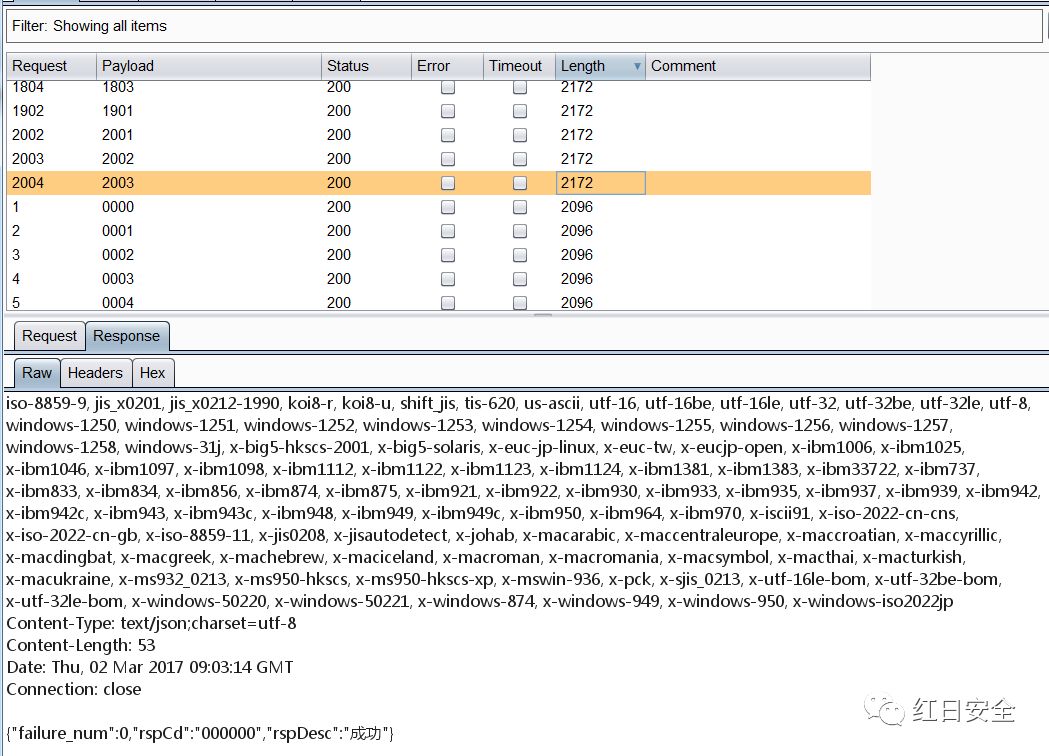 Filter: Showing all items
Request Payload Status Error Timeout Length Comment
1804 1803 200 2172
1902 1901 200 2172
2002 2001 200 2172
2003 2002 200 2172
2004 2003 200 2172
1 0000 200 2096
2 0001 200 2096
3 0002 200 2096
4 0003 200 2096
5 0004 200 2096
Request Response
Raw Headers Hex
iso-8859-9, jis_x0201, jis_x0212-1990, koi8-r, koi8-u, shift_jis, tis-620, us-ascii, utf-16, utf-16be, utf-16le, utf-32, utf-32be, utf-32le, utf-8,
windows-1250, windows-1251, windows-1252, windows-1253, windows-1254, windows-1255, windows-1256, windows-1257,
windows-1258, windows-31j, x-big5-hkscs-2001, x-big5-solaris, x-euc-jp-linux, x-euc-tw, x-eucjp-open, x-ibm1006, x-ibm1025,
x-ibm1046, x-ibm1097, x-ibm1098, x-ibm1112, x-ibm1122, x-ibm1123, x-ibm1124, x-ibm1381, x-ibm1383, x-ibm33722, x-ibm737,
x-ibm833, x-ibm834, x-ibm856, x-ibm874, x-ibm875, x-ibm921, x-ibm922, x-ibm930, x-ibm933, x-ibm935, x-ibm937, x-ibm939, x-ibm942,
x-ibm942c, x-ibm943, x-ibm943c, x-ibm948, x-ibm949, x-ibm949c, x-ibm950, x-ibm964, x-ibm970, x-iscii91, x-iso-2022-cn-cns,
x-iso-2022-cn-gb, x-iso-8859-11, x-jis0208, x-jisautodetect, x-johab, x-macarabic, x-maccentraleurope, x-maccroatian, x-maccyrillic,
x-macdingbat, x-macgreek, x-machebrew, x-maciceland, x-macroman, x-macromania, x-macsymbol, x-macthai, x-macturkish,
x-macukraine, x-ms932_0213, x-ms950-hkscs, x-ms950-hkscs-xp, x-mswin-936, x-pck, x-sjis_0213, x-utf-16le-bom, x-utf-32be-bom,
x-utf-32le-bom, x-windows-50220, x-windows-50221, x-windows-874, x-windows-949, x-windows-950, x-windows-iso2022jp
Content-Type: text/json;charset=utf-8
Content-Length: 53
Date: Thu, 02 Mar 2017 09:03:14 GMT
Connection: close
{"failure_num":0,"rspCd":"000000","rspDesc":"成功"}
红日安全